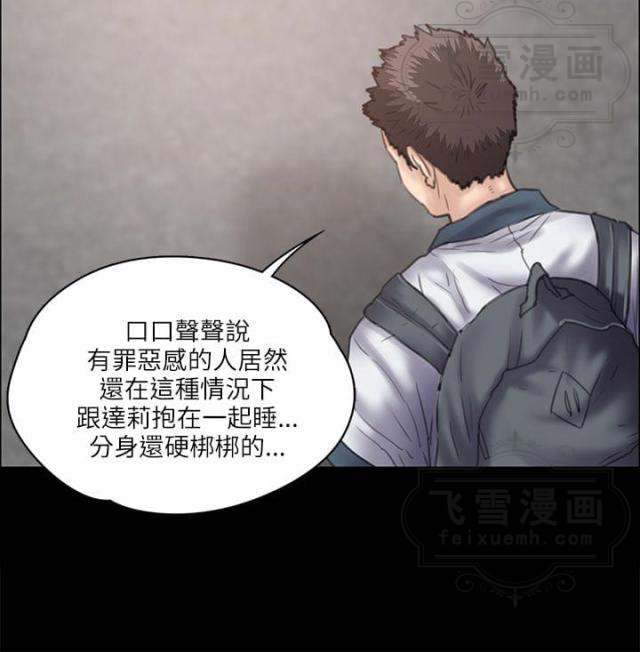 飞雪漫画
feixuemh.com
口口聲聲說
有罪惡感的人居然
還在這種情況下
跟達莉抱在一起睡...
分身還硬梆梆的...
飞雪漫画
feixuemh.com